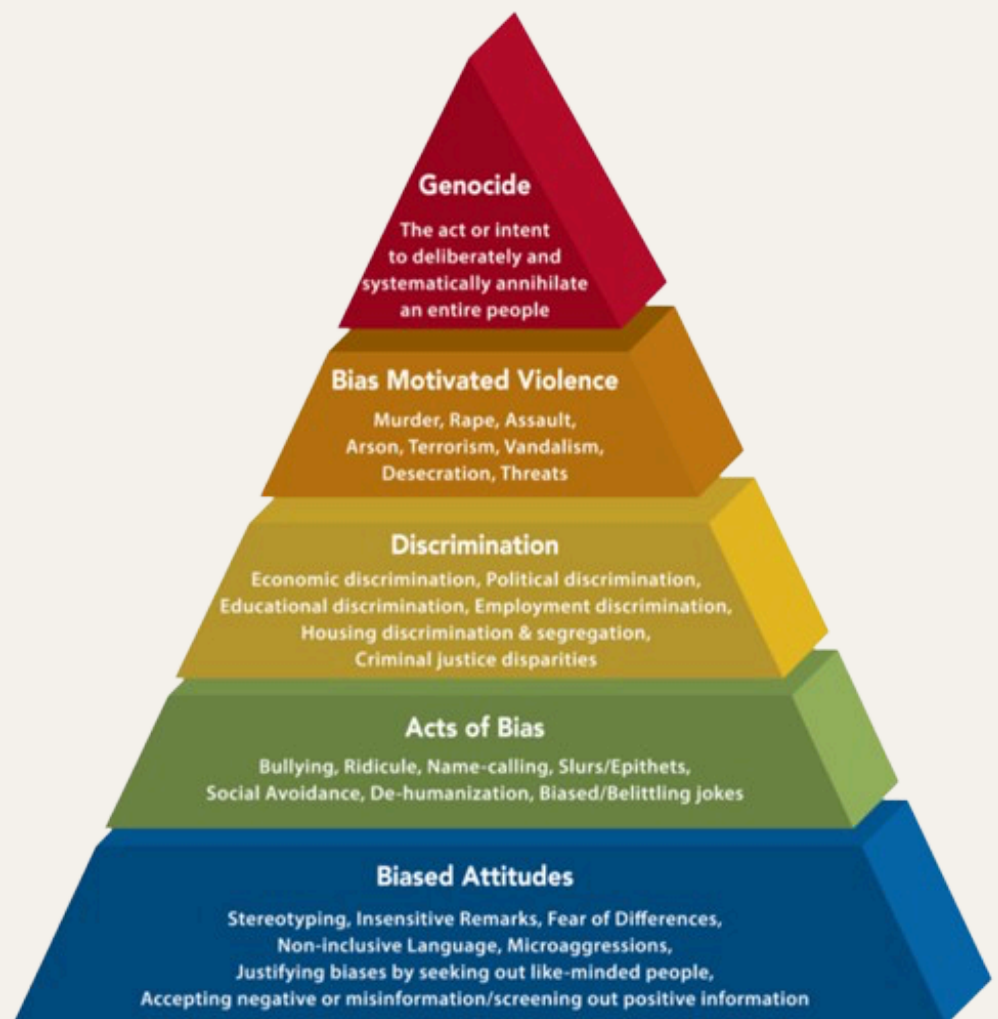 Genocide
The act or intent
to deliberately and
systematically annihilate
an entire people
Bias Motivated Violence
Murder, Rape, Assault,
Arson, Terrorism, Vandalism,
Desecration, Threats
Discrimination
Economic discrimination, Political discrimination,
Educational discrimination, Employment discrimination,
Housing discrimination & segregation,
Criminal justice disparities
Acts of Bias
Bullying, Ridicule, Name-calling, Slurs/Epithets,
Social Avoidance, De-humanization, Biased/Belittling jokes
Biased Attitudes
Stereotyping, Insensitive Remarks, Fear of Differences,
Non-inclusive Language, Microaggressions,
Justifying biases by seeking out like-minded people,
Accepting negative or misinformation/screening out positive information